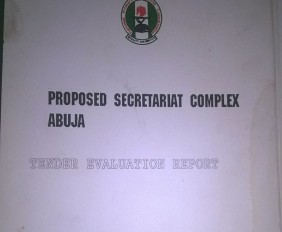 PROPOSED SECRETARIAT COMPLEX
ABUJA
TENDER EVALUATION REPORT